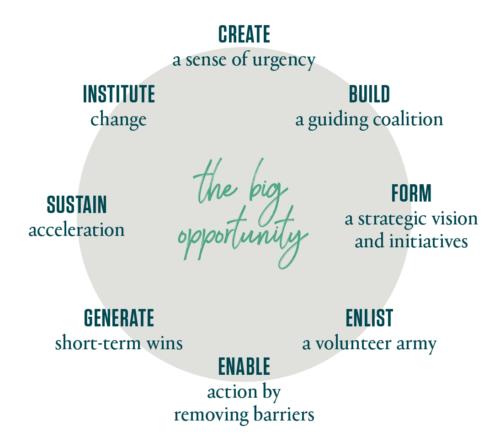 CREATE
a sense of urgency
BUILD
a guiding coalition
FORM
a strategic vision
and initiatives
ENLIST
a volunteer army
ENABLE
action by
removing barriers
GENERATE
short-term wins
SUSTAIN
acceleration
INSTITUTE
change
the big
opportunity